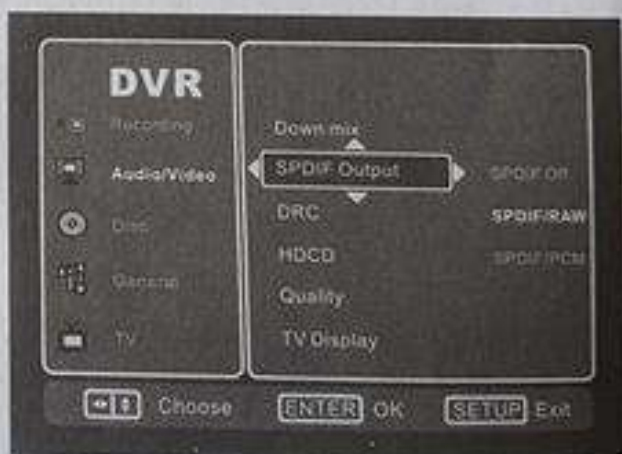 DVR
Recording
Audio/Video
Disc
General
TV
Down mix
SPDIF Output
DRC
HDCD
Quality
TV Display
SPDIF Off
SPDIF/RAW
SPDIF/PCM
Choose
ENTER OK
SETUP Exit